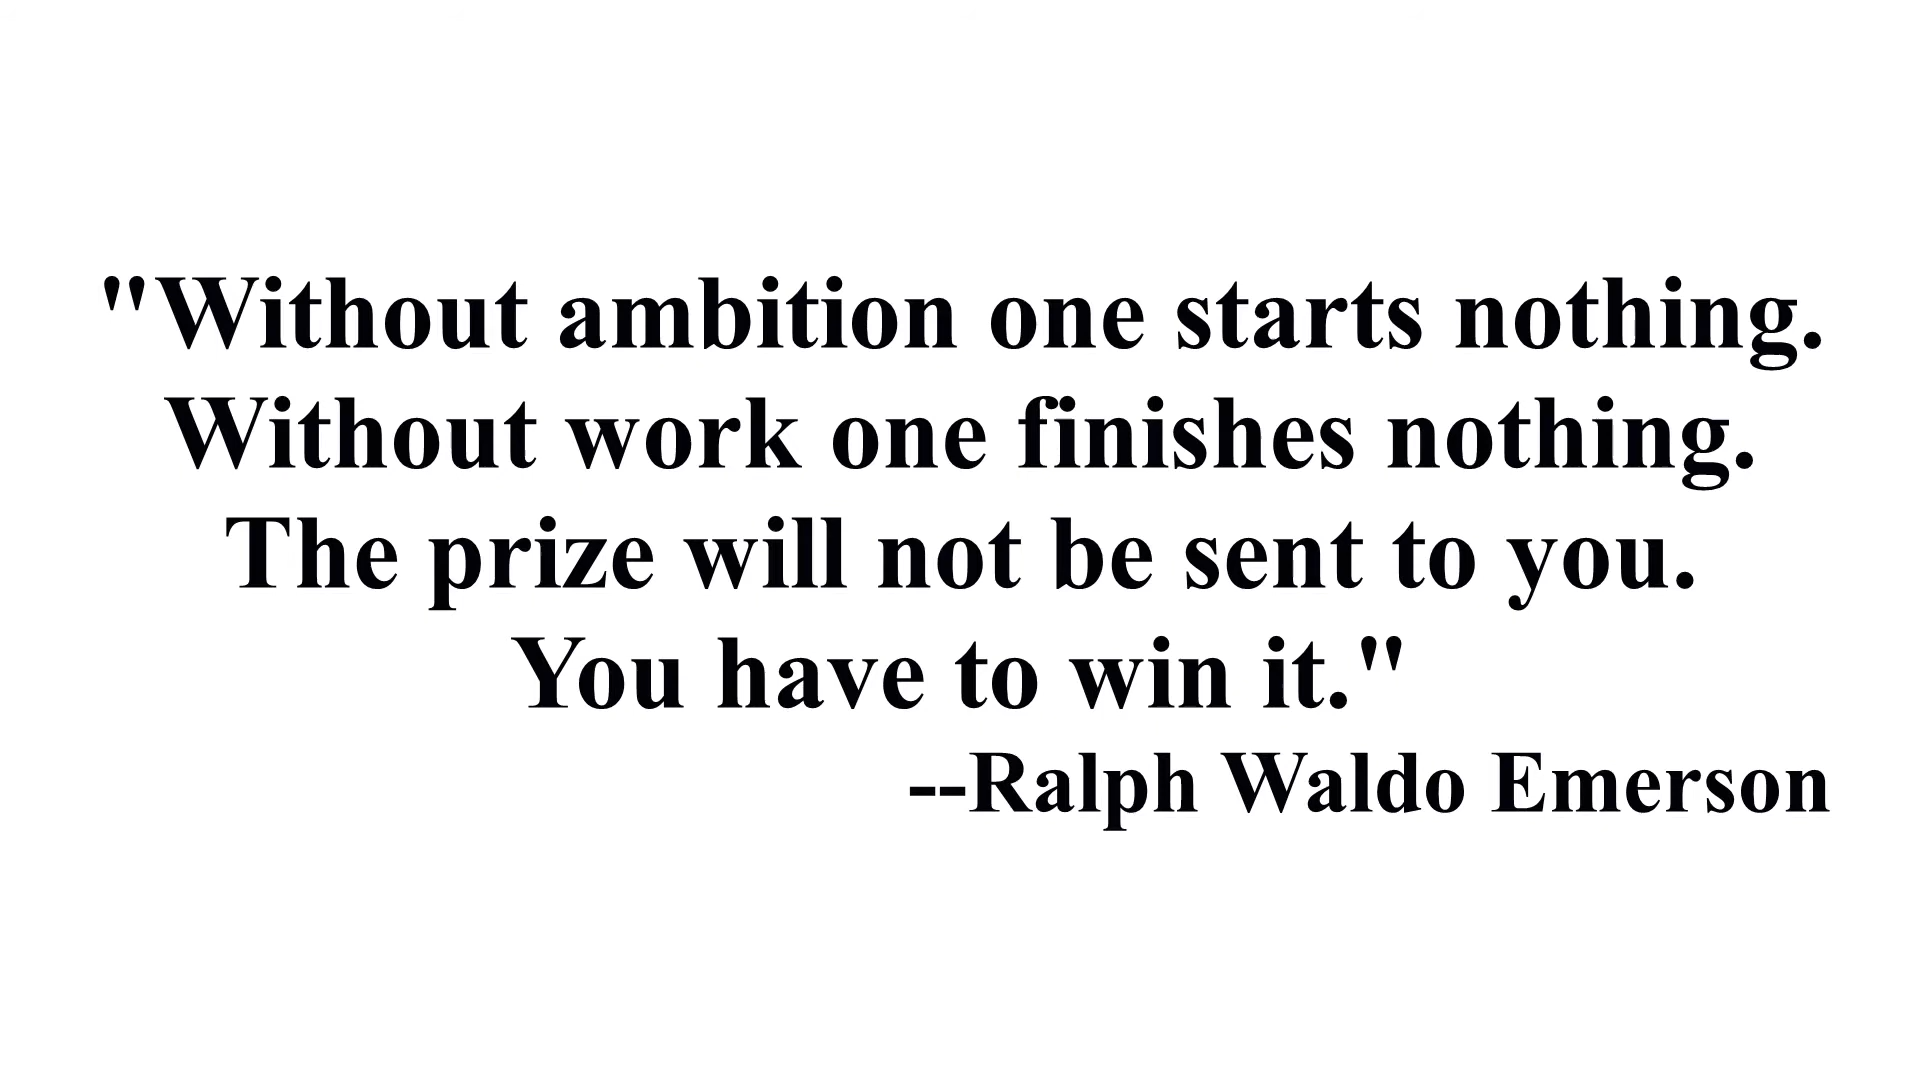 "Without ambition one starts nothing.
Without work one finishes nothing.
The prize will not be sent to you.
You have to win it."
--Ralph Waldo Emerson